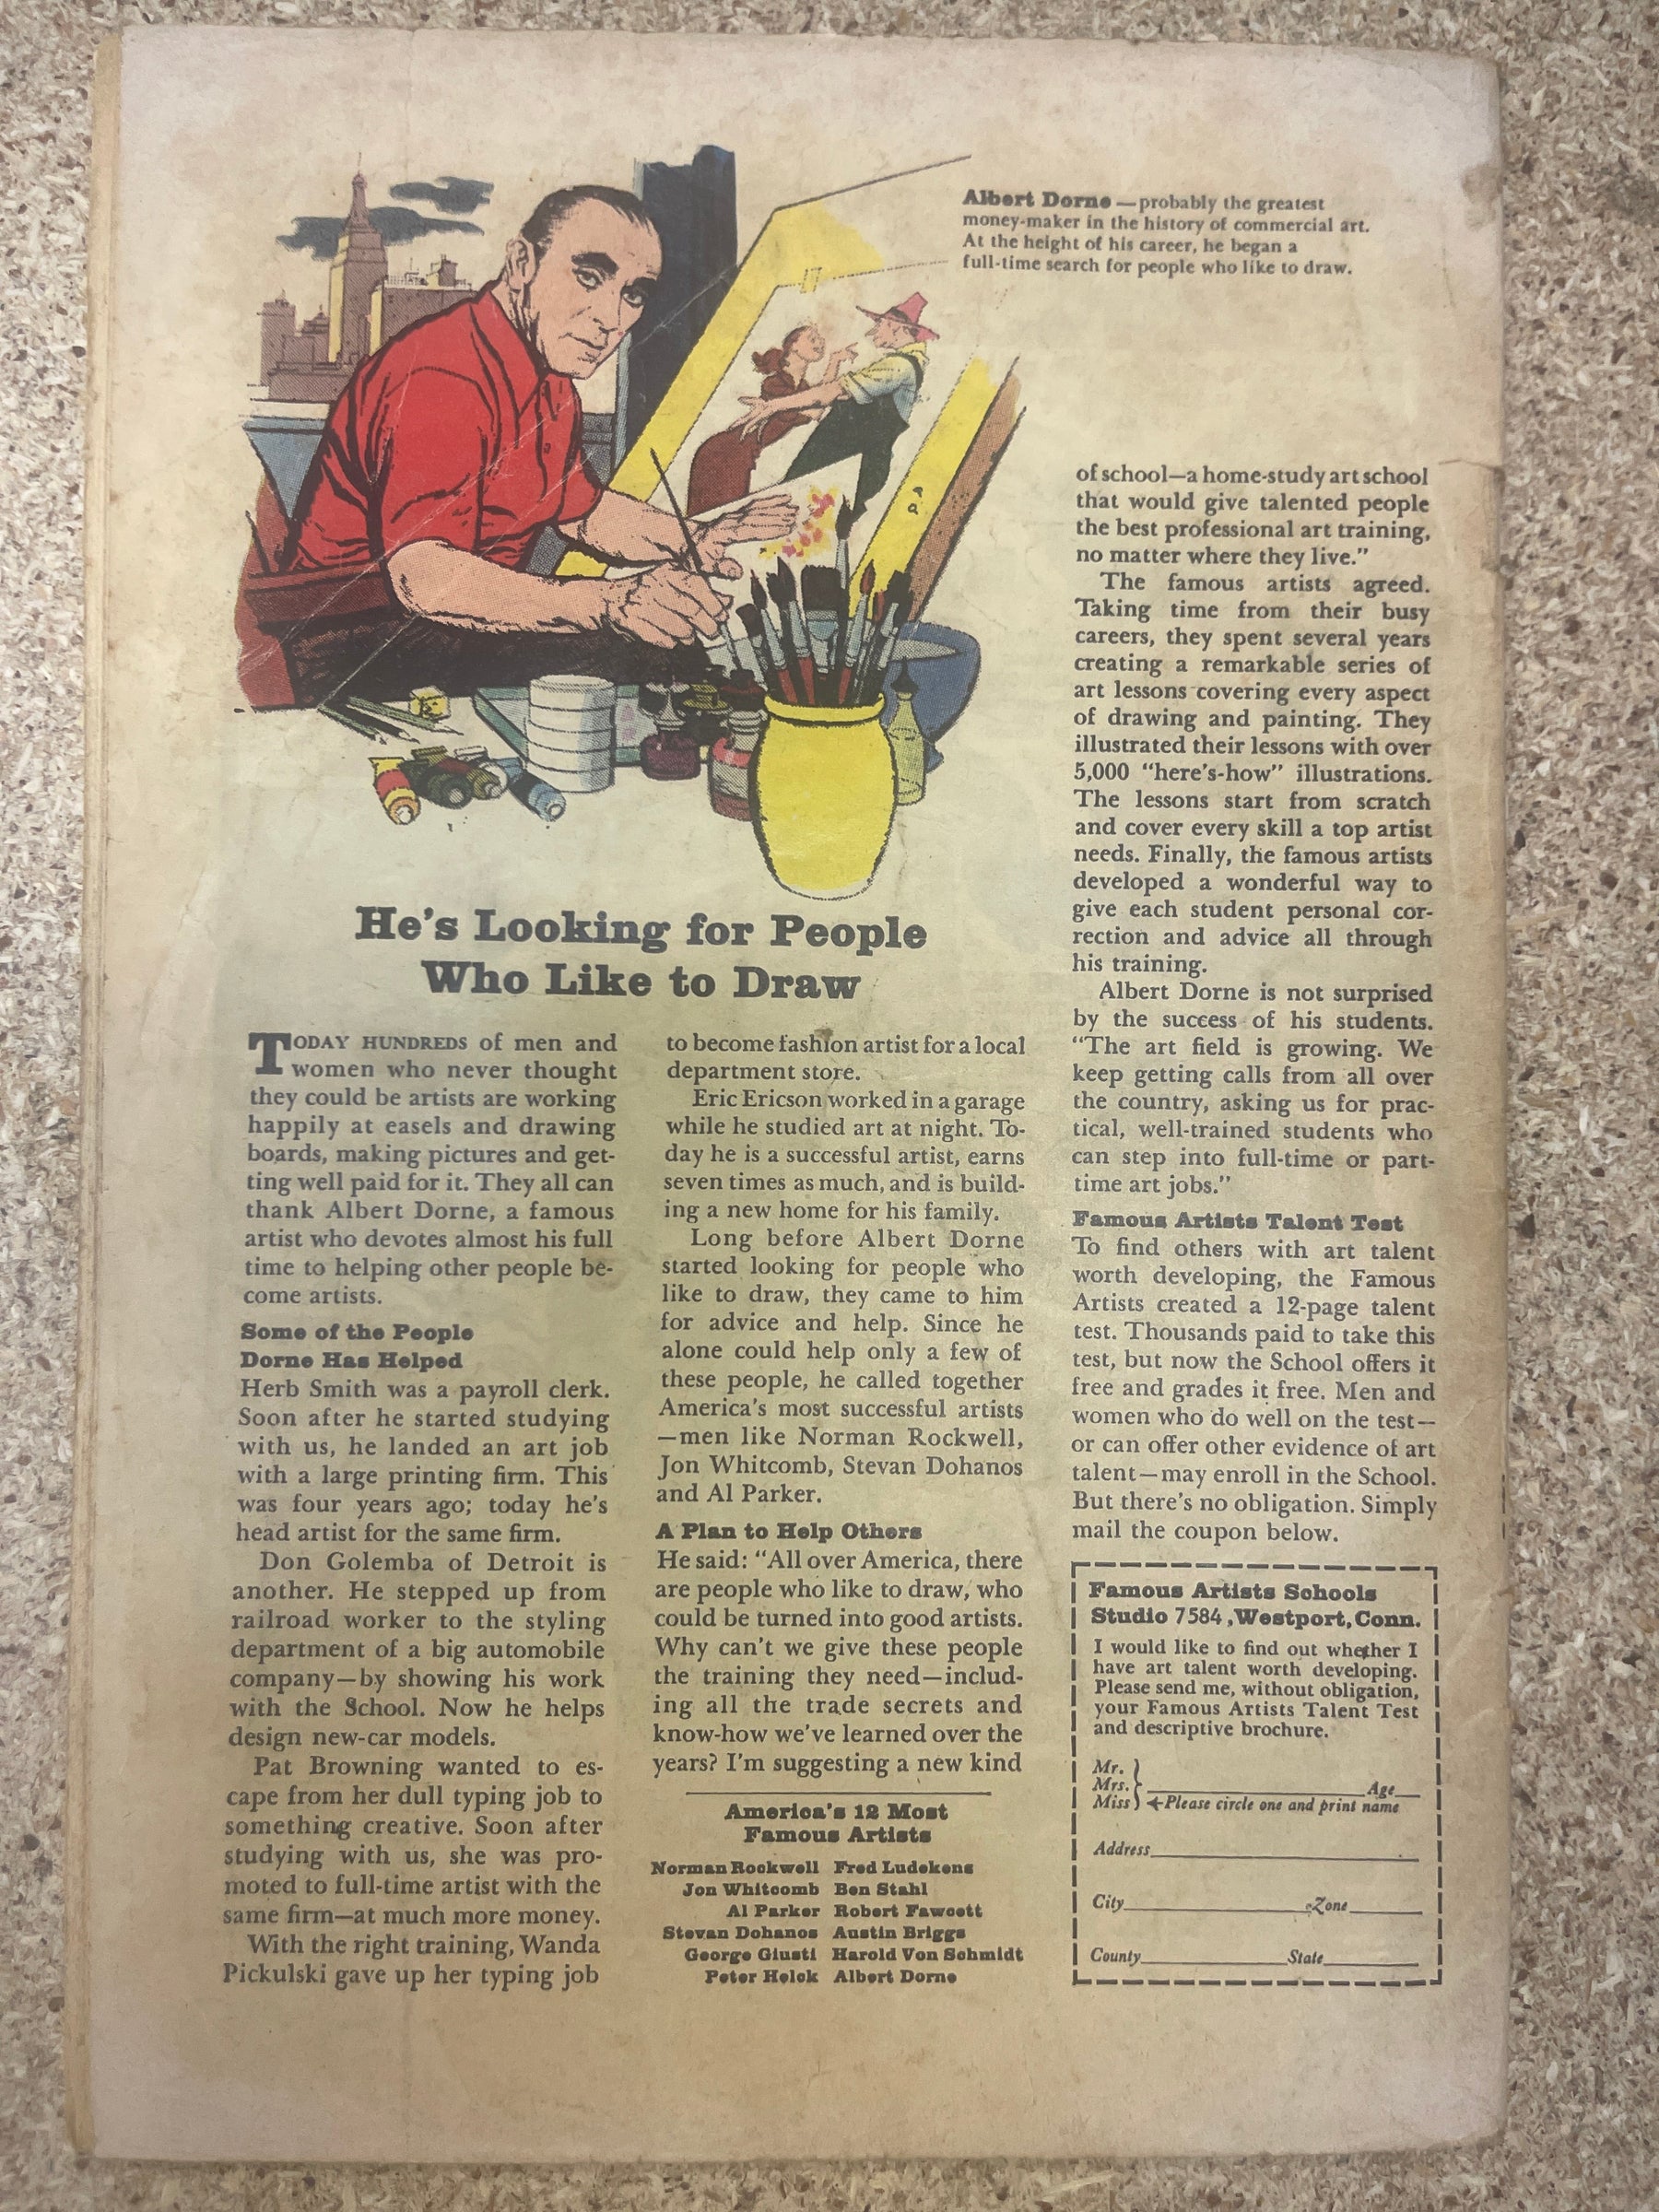 Albert Dorne — probably the greatest
money-maker in the history of commercial art.
At the height of his career, he began a
full-time search for people who like to draw.
He's Looking for People
Who Like to Draw
TODAY HUNDREDS of men and
women who never thought
they could be artists are working
happily at easels and drawing
boards, making pictures and get-
ting well paid for it. They all can
thank Albert Dorne, a famous
artist who devotes almost his full
time to helping other people be-
come artists.
Some of the People
Dorne Has Helped
Herb Smith was a payroll clerk.
Soon after he started studying
with us, he landed an art job
with a large printing firm. This
was four years ago; today he's
head artist for the same firm.
Don Golemba of Detroit is
another. He stepped up from
railroad worker to the styling
department of a big automobile
company—by showing his work
with the School. Now he helps
design new-car models.
Pat Browning wanted to es-
cape from her dull typing job to
something creative. Soon after
studying with us, she was pro-
moted to full-time artist with the
same firm—at much more money.
With the right training, Wanda
Pickulski gave up her typing job
to become fashion artist for a local
department store.
Eric Ericson worked in a garage
while he studied art at night. To-
day he is a successful artist, earns
seven times as much, and is build-
ing a new home for his family.
Long before Albert Dorne
started looking for people who
like to draw, they came to him
for advice and help. Since he
alone could help only a few of
these people, he called together
America's most successful artists
—men like Norman Rockwell,
Jon Whitcomb, Stevan Dohanos
and Al Parker.
A Plan to Help Others
He said: "All over America, there
are people who like to draw, who
could be turned into good artists.
Why can't we give these people
the training they need—includ-
ing all the trade secrets and
know-how we've learned over the
years? I'm suggesting a new kind
America's 12 Most
Famous Artists
Norman Rockwell Fred Ludekens
Jon Whitcomb Ben Stahl
Al Parker Robert Fawcett
Stevan Dohanos Austin Briggs
George Giusti Harold Von Schmidt
Peter Helck Albert Dorne
of school—a home-study art school
that would give talented people
the best professional art training,
no matter where they live."
The famous artists agreed.
Taking time from their busy
careers, they spent several years
creating a remarkable series of
art lessons covering every aspect
of drawing and painting. They
illustrated their lessons with over
5,000 "here's-how" illustrations.
The lessons start from scratch
and cover every skill a top artist
needs. Finally, the famous artists
developed a wonderful way to
give each student personal cor-
rection and advice all through
his training.
Albert Dorne is not surprised
by the success of his students.
"The art field is growing. We
keep getting calls from all over
the country, asking us for prac-
tical, well-trained students who
can step into full-time or part-
time art jobs."
Famous Artists Talent Test
To find others with art talent
worth developing, the Famous
Artists created a 12-page talent
test. Thousands paid to take this
test, but now the School offers it
free and grades it free. Men and
women who do well on the test—
or can offer other evidence of art
talent—may enroll in the School.
But there's no obligation. Simply
mail the coupon below.
Famous Artists Schools
Studio 7584, Westport, Conn.
I would like to find out whether I
have art talent worth developing.
Please send me, without obligation,
your Famous Artists Talent Test
and descriptive brochure.
Mr.
Mrs. Age
Miss Please circle one and print name
Address
City Zone
County State